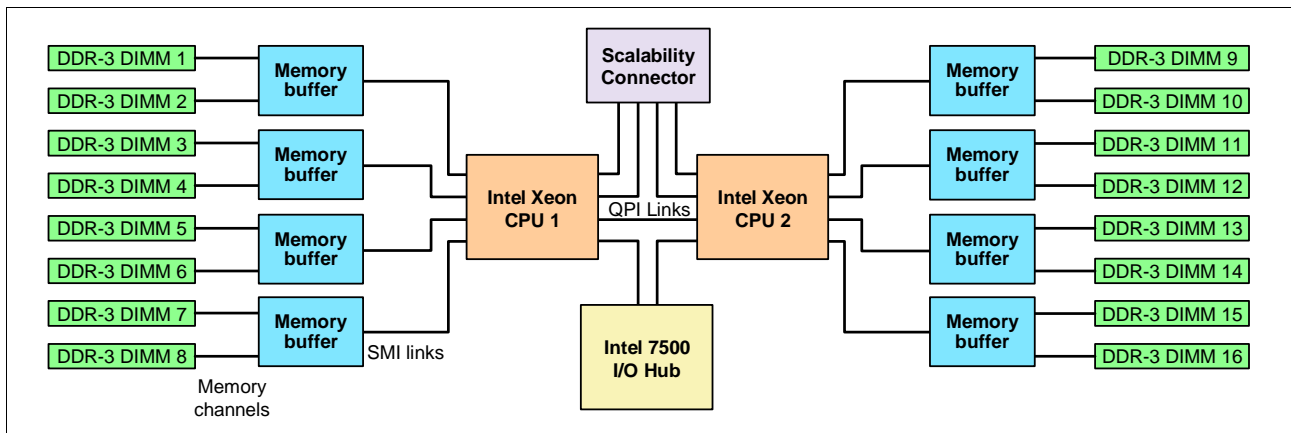 DDR-3 DIMM 1
DDR-3 DIMM 2
DDR-3 DIMM 3
DDR-3 DIMM 4
DDR-3 DIMM 5
DDR-3 DIMM 6
DDR-3 DIMM 7
DDR-3 DIMM 8
Memory
channels
Memory
buffer
Memory
buffer
Memory
buffer
Memory
buffer
SMI links
Intel Xeon
CPU 1
Scalability
Connector
QPI Links
Intel 7500
I/O Hub
Intel Xeon
CPU 2
Memory
buffer
Memory
buffer
Memory
buffer
Memory
buffer
DDR-3 DIMM 9
DDR-3 DIMM 10
DDR-3 DIMM 11
DDR-3 DIMM 12
DDR-3 DIMM 13
DDR-3 DIMM 14
DDR-3 DIMM 15
DDR-3 DIMM 16